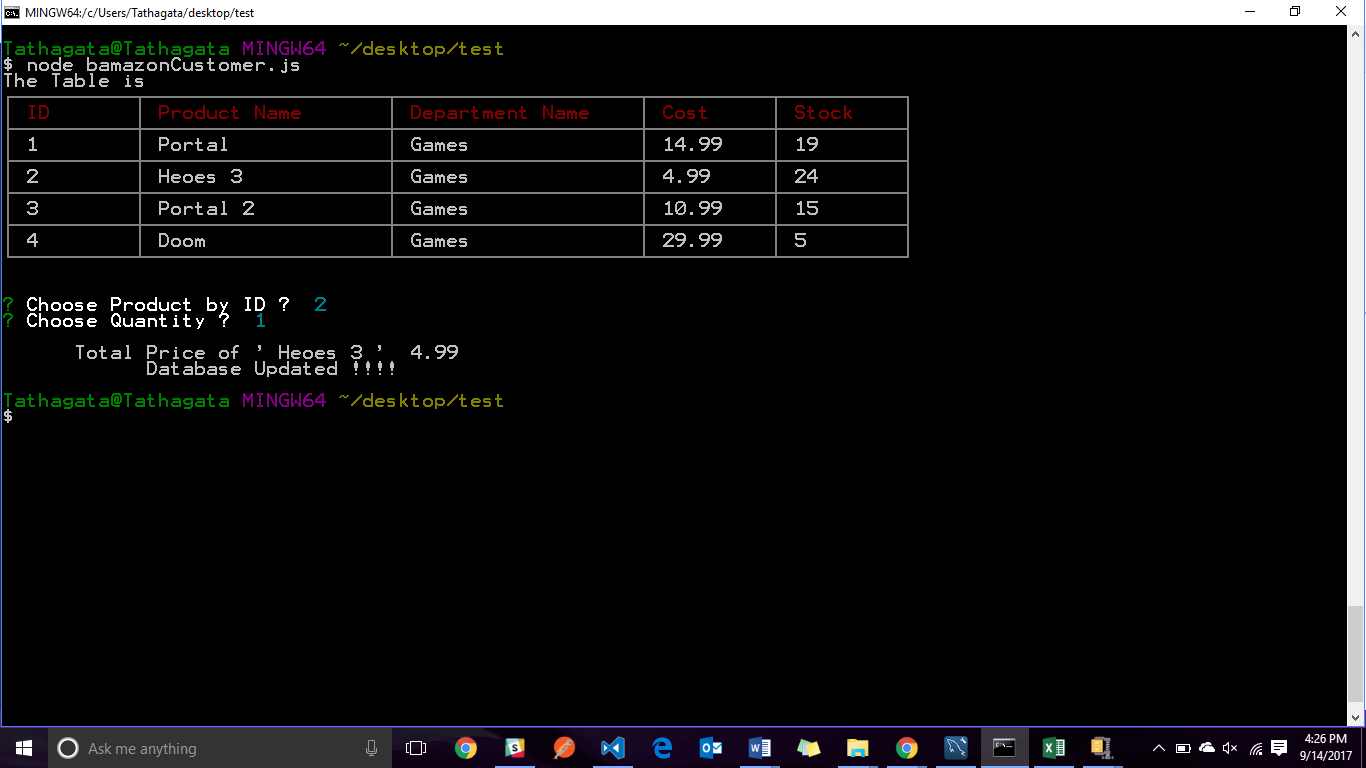 MINGW64:/c/Users/Tathagata/desktop/test
Tathagata@Tathagata MINGW64 ~/desktop/test
$ node bamazonCustomer.js
The Table is
ID Product Name Department Name Cost Stock
1 Portal Games 14.99 19
2 Heoes 3 Games 4.99 24
3 Portal 2 Games 10.99 15
4 Doom Games 29.99 5
? Choose Product by ID ? 2
? Choose Quantity ? 1
Total Price of ' Heoes 3 ' 4.99
Database Updated !!!!
Tathagata@Tathagata MINGW64 ~/desktop/test
$
Ask me anything
4:26 PM
9/14/2017